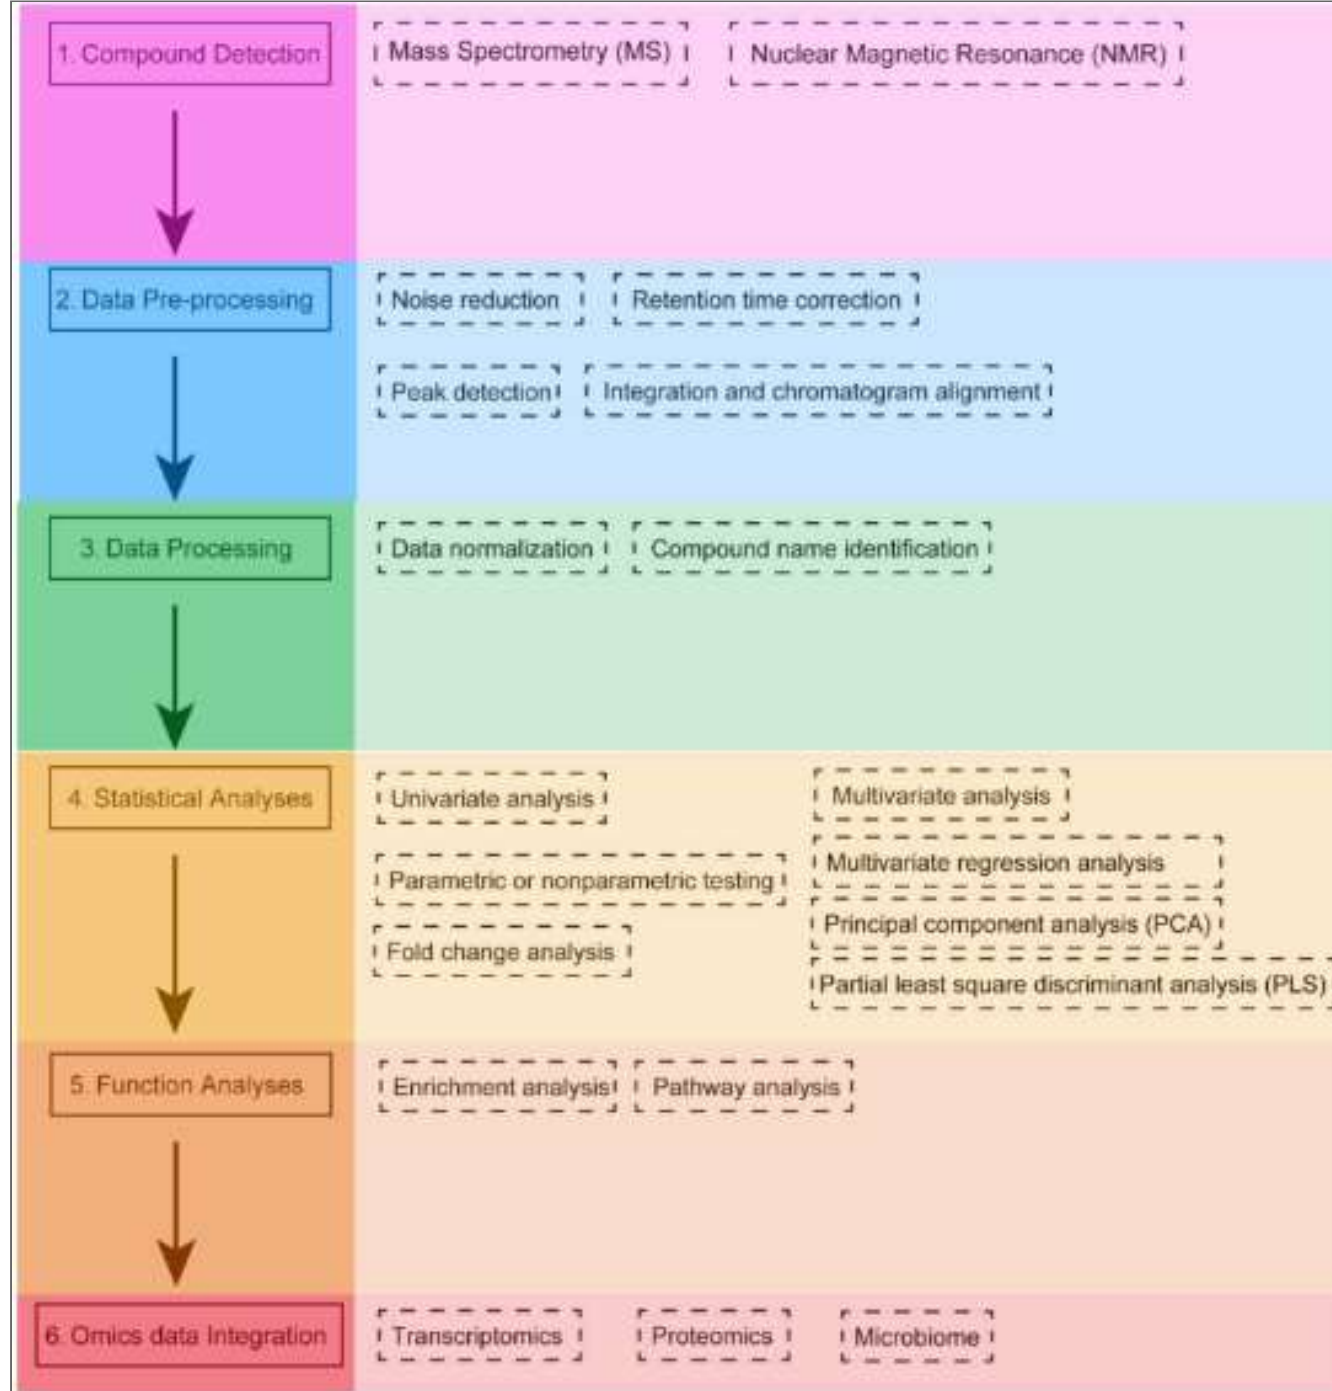 1. Compound Detection
Mass Spectrometry (MS)
Nuclear Magnetic Resonance (NMR)
2. Data Pre-processing
Noise reduction
Retention time correction
Peak detection
Integration and chromatogram alignment
3. Data Processing
Data normalization
Compound name identification
4. Statistical Analyses
Univariate analysis
Parametric or nonparametric testing
Fold change analysis
Multivariate analysis
Multivariate regression analysis
Principal component analysis (PCA)
Partial least square discriminant analysis (PLS)
5. Function Analyses
Enrichment analysis
Pathway analysis
6. Omics data Integration
Transcriptomics
Proteomics
Microbiome